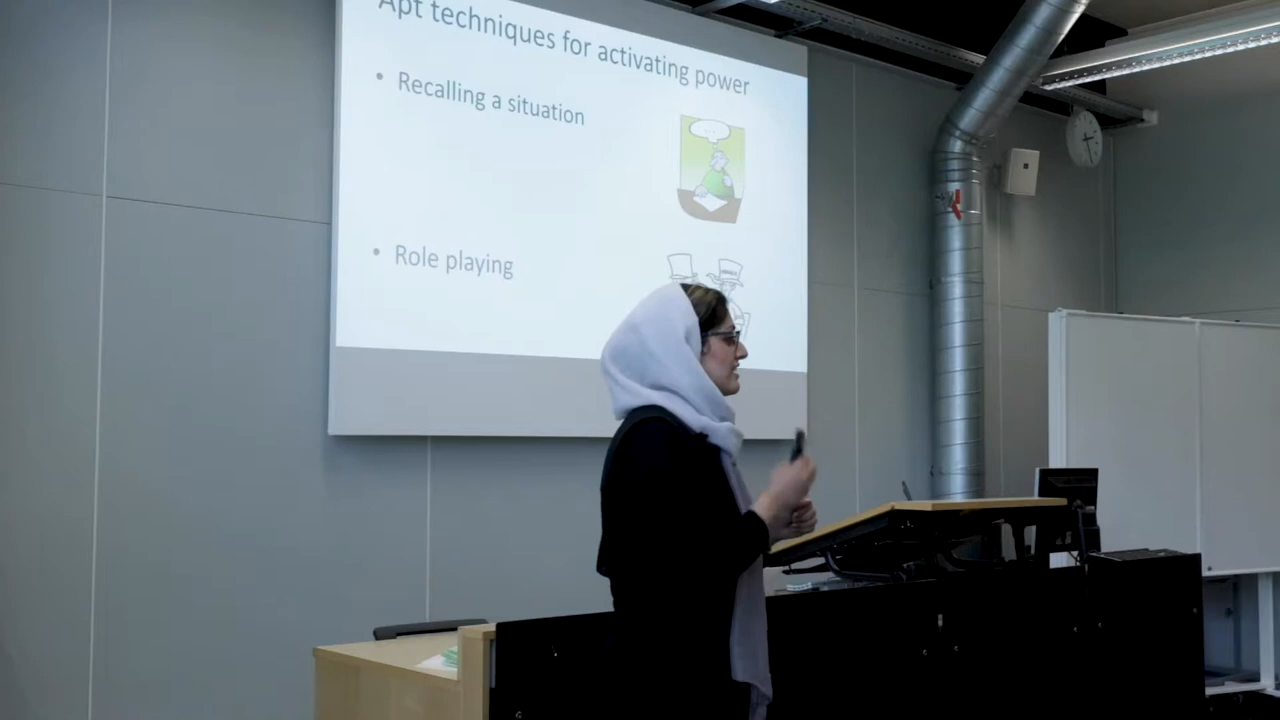 Apt techniques for activating power
• Recalling a situation
• Role playing